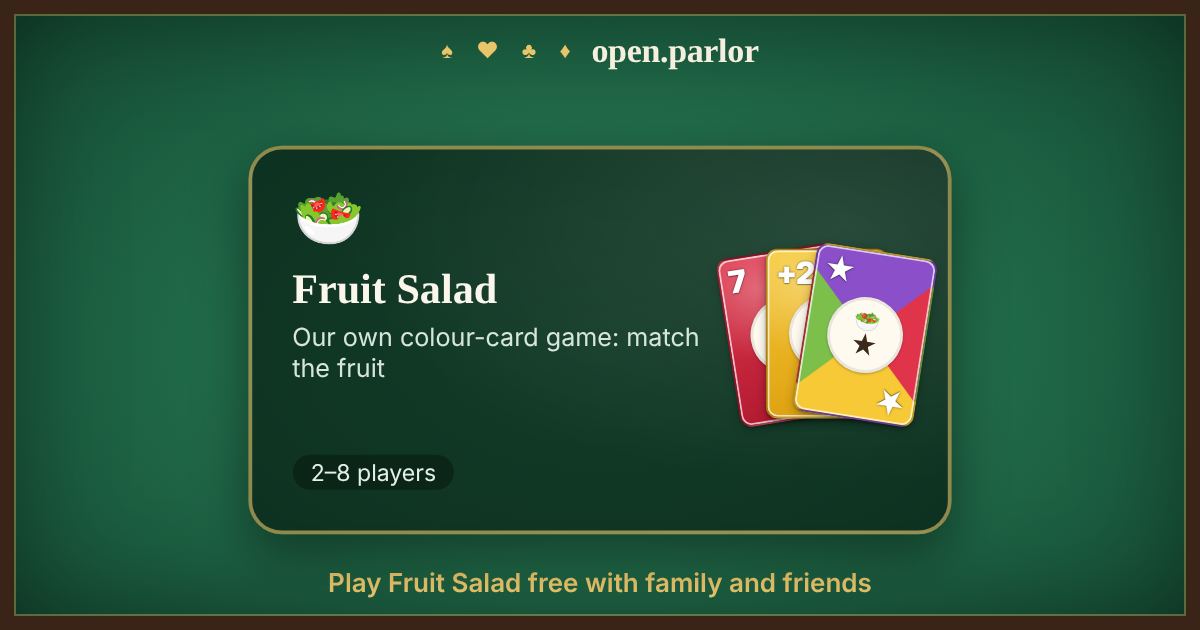 ♠ ♥ ♣ ♦ open.parlor
Fruit Salad
Our own colour-card game: match
the fruit
7
+2
2–8 players
Play Fruit Salad free with family and friends